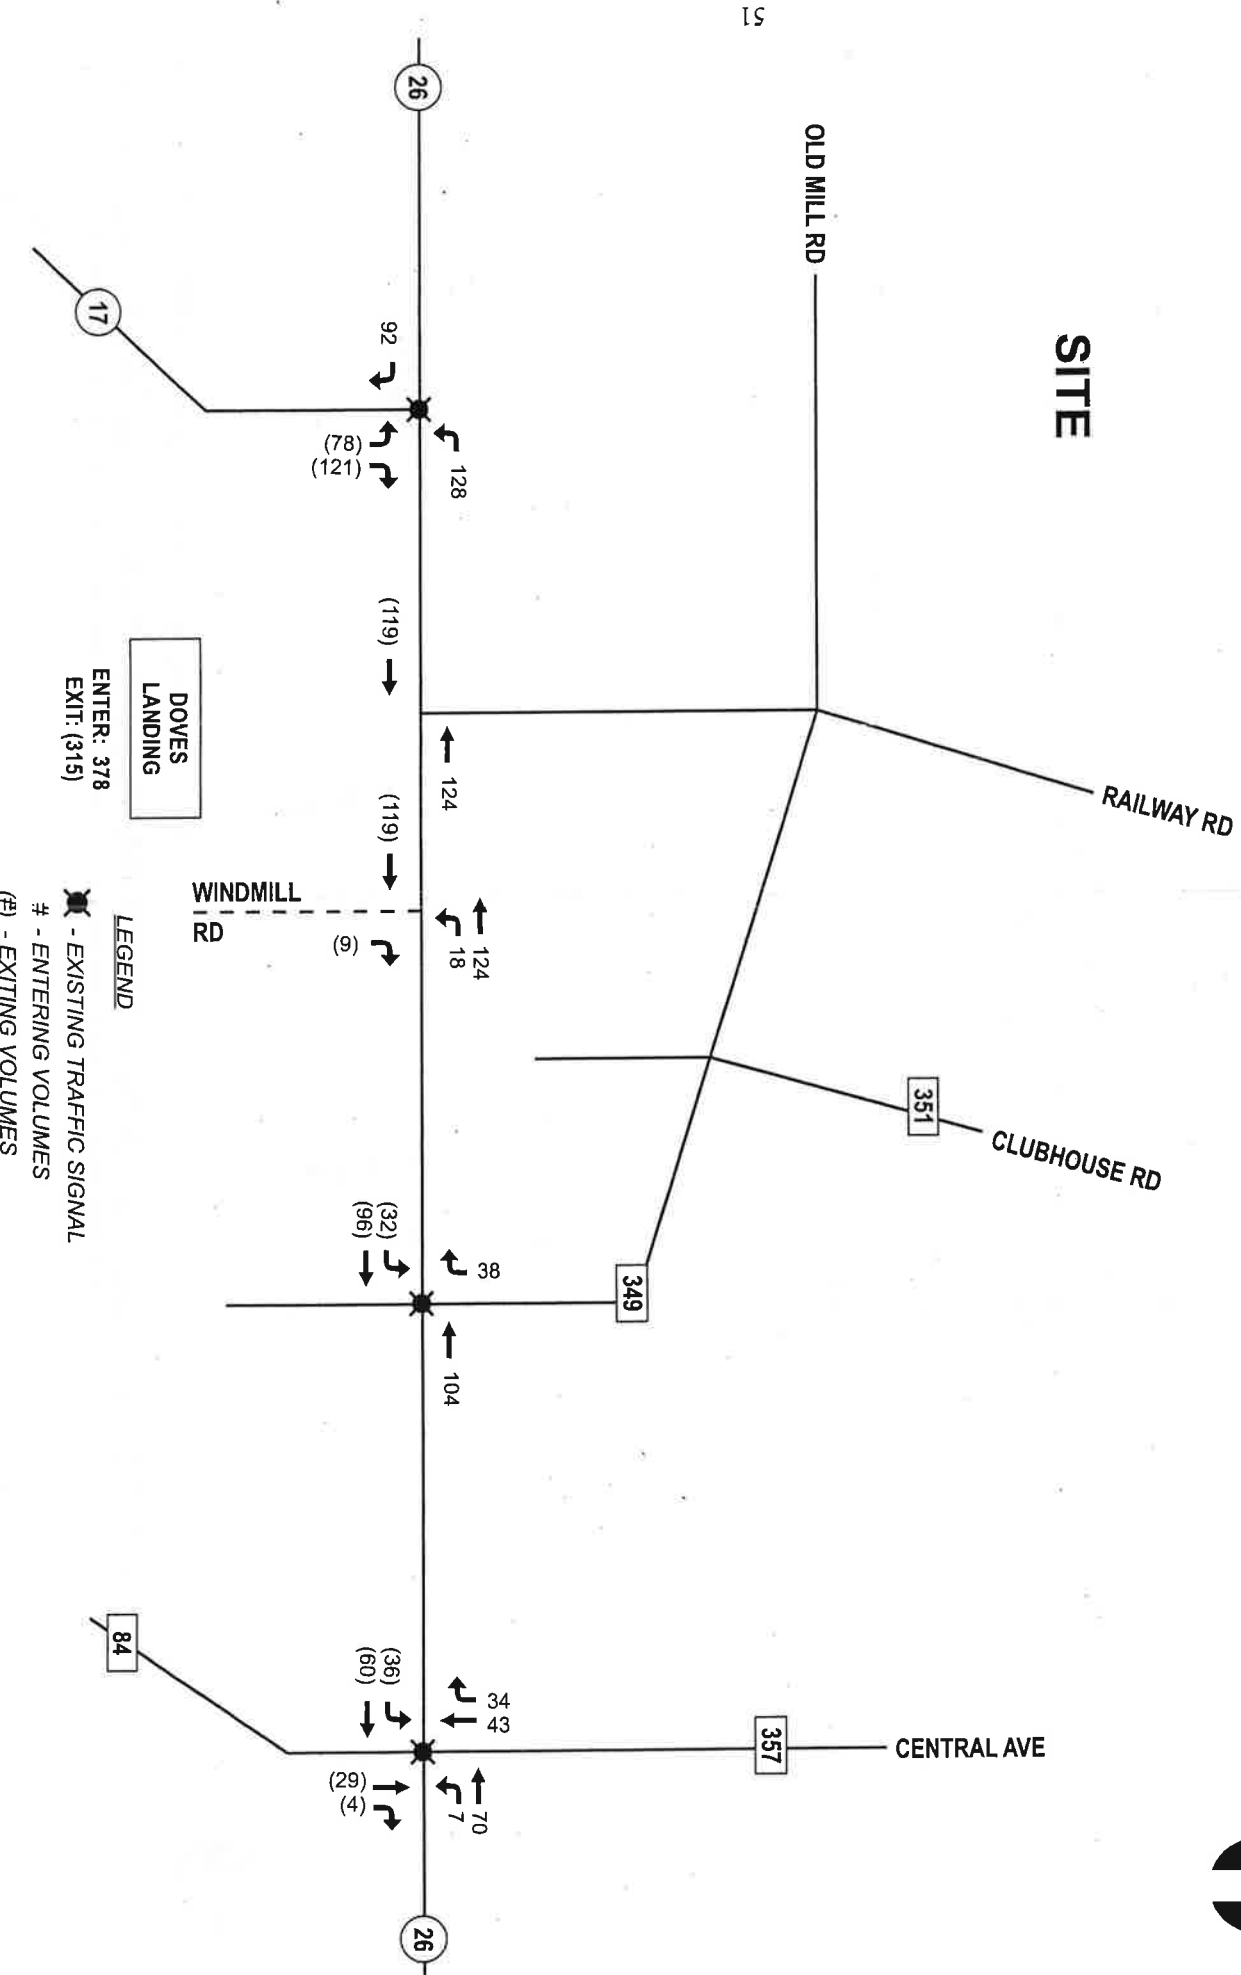 51
SITE
OLD MILL RD
RAILWAY RD
CLUBHOUSE RD
351
349
357
CENTRAL AVE
26
17
92
128
(78)
(121)
(119)
124
(119)
124
18
WINDMILL
RD
(9)
(32)
(96)
38
104
(36)
(60)
34
43
(29)
(4)
70
7
84
26
DOVES
LANDING
ENTER: 378
EXIT: (315)
LEGEND
- EXISTING TRAFFIC SIGNAL
# - ENTERING VOLUMES
(#) - EXITING VOLUMES